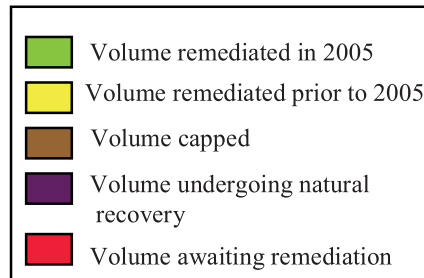 Volume remediated in 2005
Volume remediated prior to 2005
Volume capped
Volume undergoing natural
recovery
Volume awaiting remediation